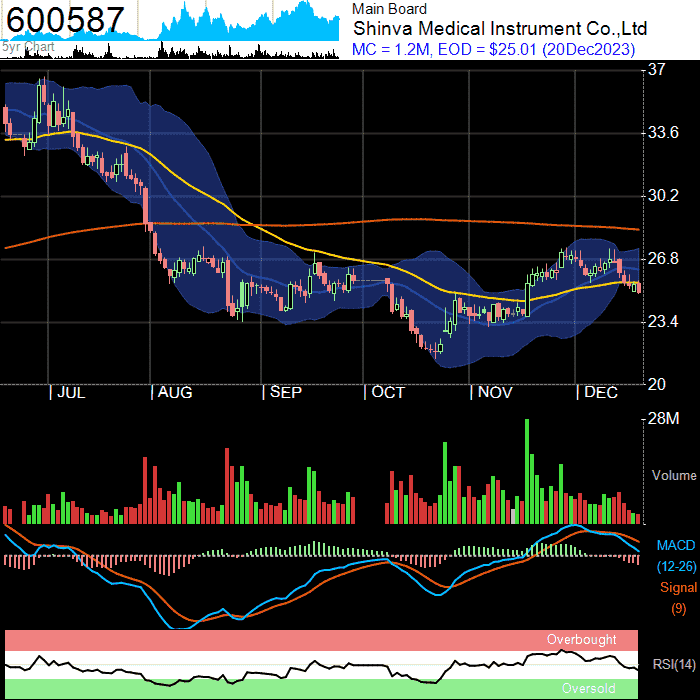 600587
5yr Chart
Main Board
Shinva Medical Instrument Co.,Ltd
MC = 1.2M, EOD = $25.01 (20Dec2023)
37
33.6
30.2
26.8
23.4
20
JUL AUG SEP OCT NOV DEC
28M
Volume
MACD
(12-26)
Signal
(9)
Overbought
RSI(14)
Oversold